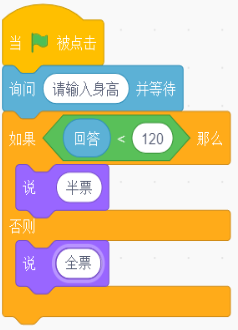 当 被点击
询问 请输入身高 并等待
如果 回答 < 120 那么
说 半票
否则
说 全票